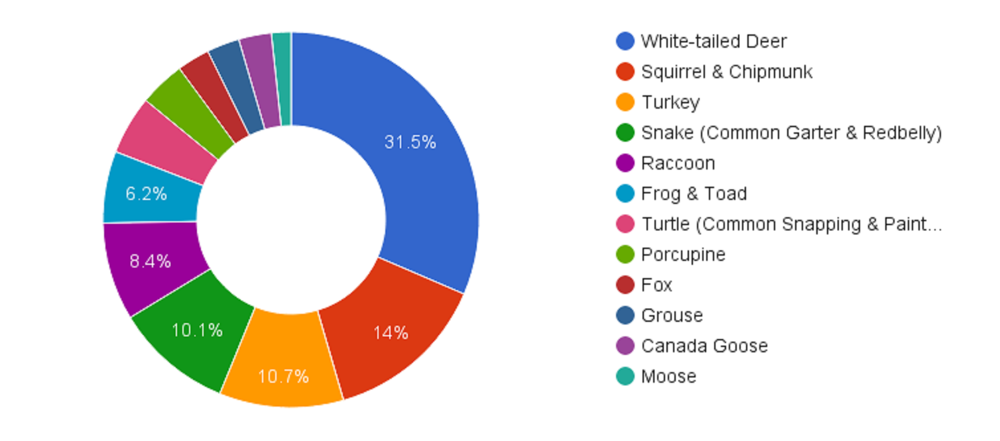 31.5%
14%
10.7%
10.1%
8.4%
6.2%
White-tailed Deer
Squirrel & Chipmunk
Turkey
Snake (Common Garter & Redbelly)
Raccoon
Frog & Toad
Turtle (Common Snapping & Paint...
Porcupine
Fox
Grouse
Canada Goose
Moose